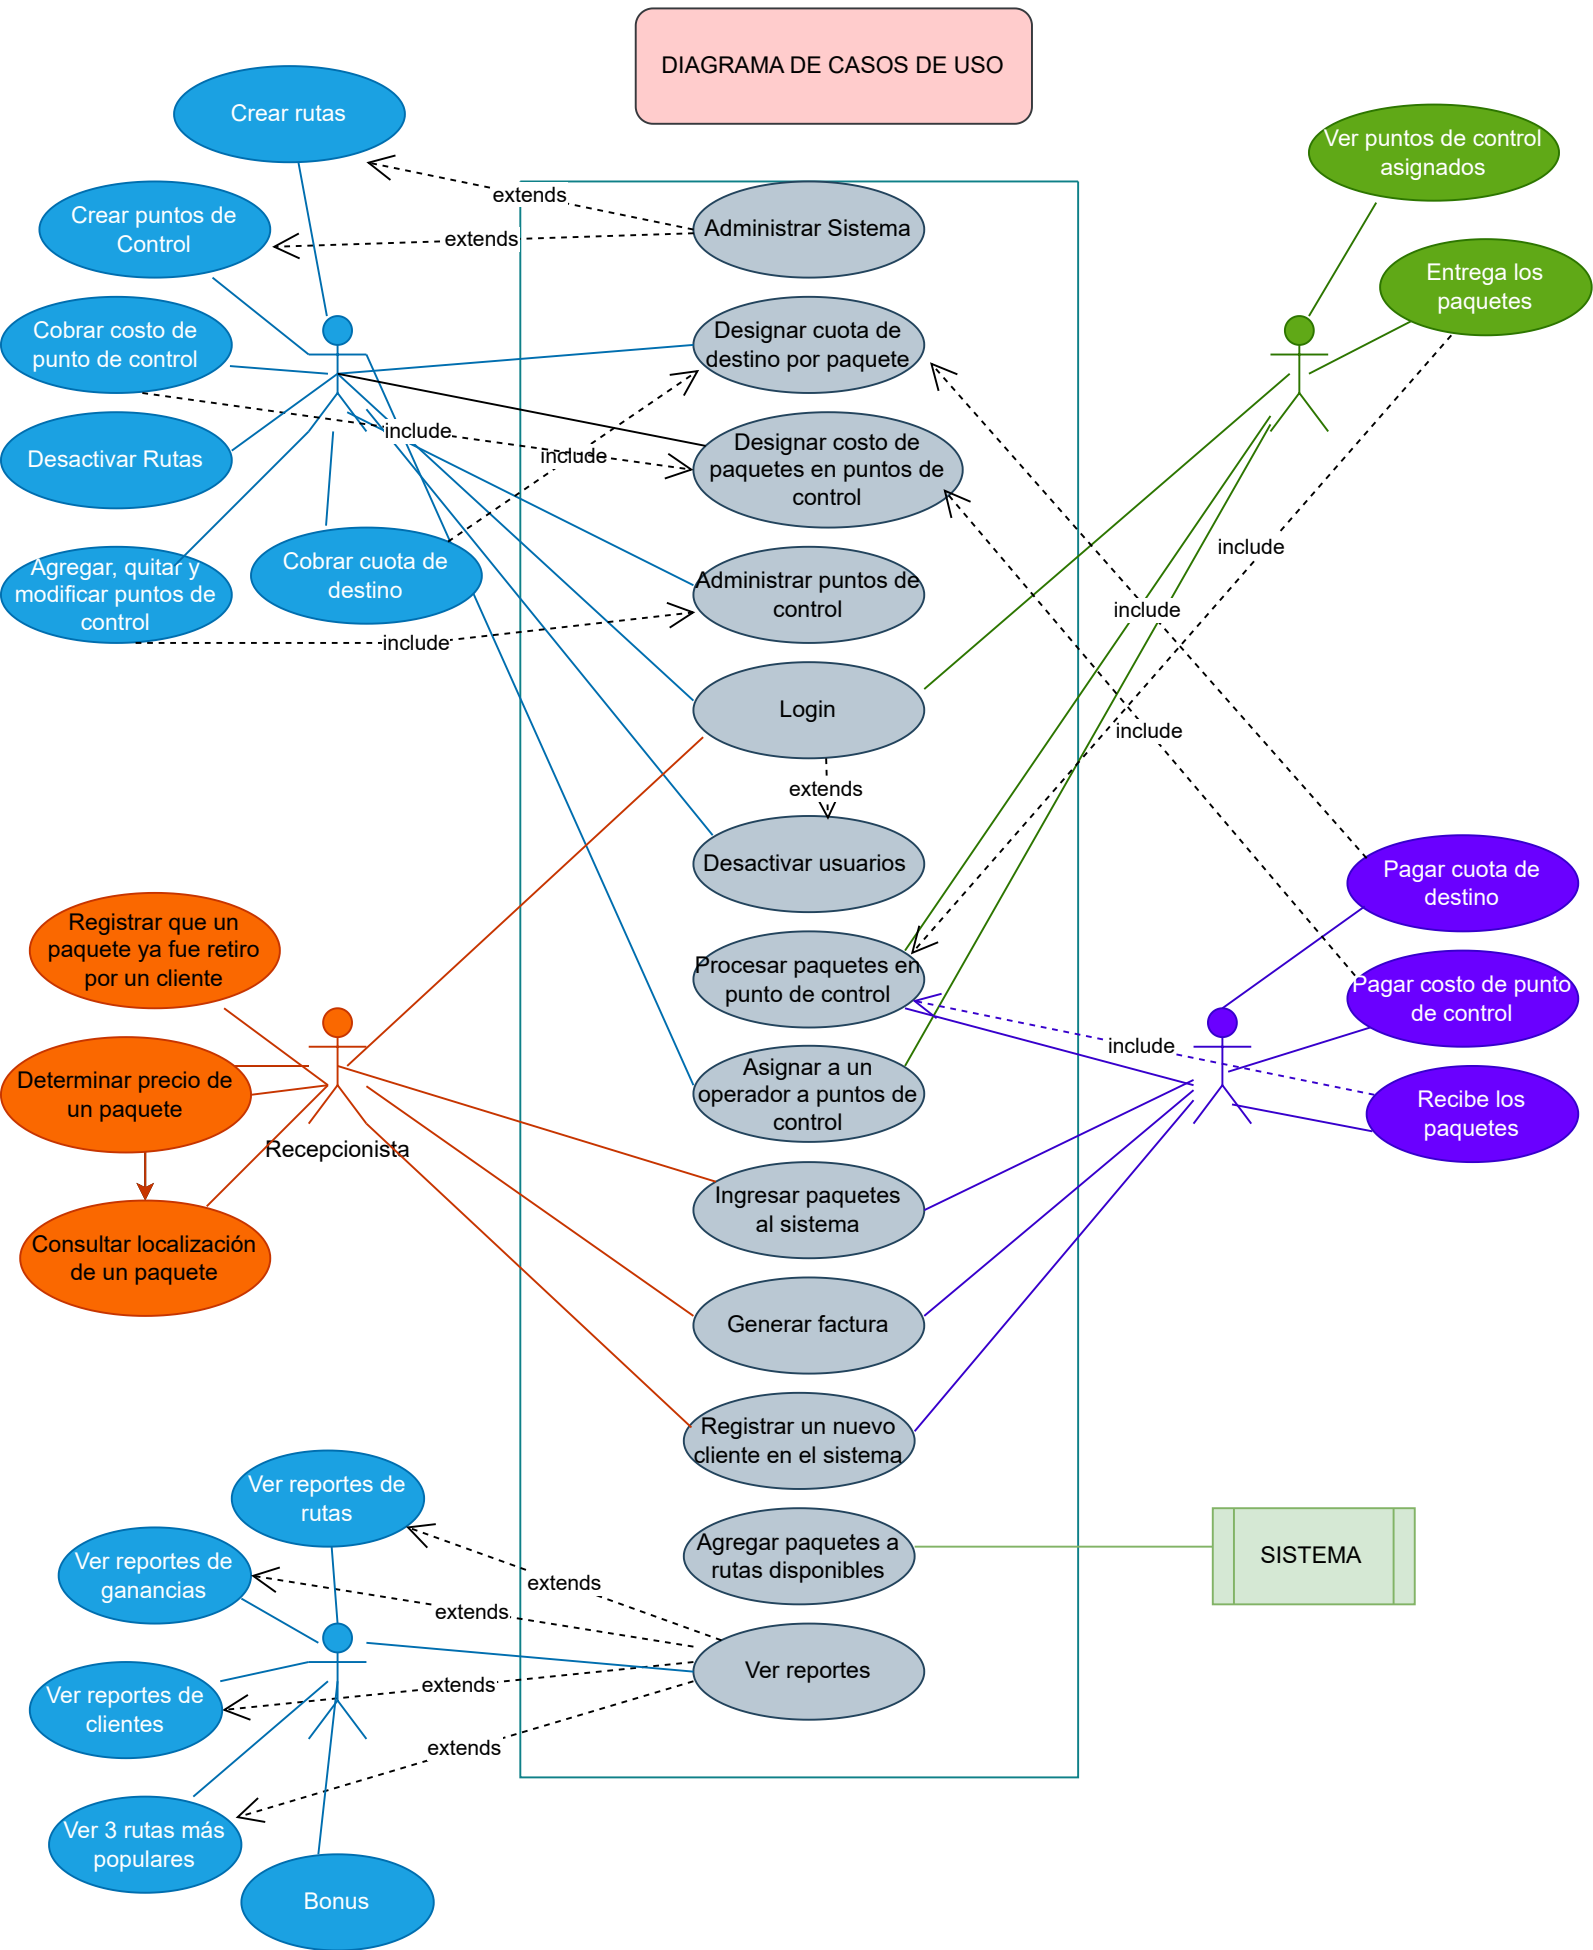 DIAGRAMA DE CASOS DE USO
Crear rutas
Ver puntos de control
asignados
extends
Crear puntos de
Control
Administrar Sistema
extends
Entrega los
paquetes
Cobrar costo de
punto de control
Designar cuota de
destino por paquete
include
include
Desactivar Rutas
Designar costo de
paquetes en puntos de
control
Agregar, quitar y
modificar puntos de
control
Cobrar cuota de
destino
Administrar puntos de
control
include
include
include
Login
include
extends
Desactivar usuarios
Pagar cuota de
destino
Registrar que un
paquete ya fue retiro
por un cliente
Procesar paquetes en
punto de control
Pagar costo de punto
de control
include
Determinar precio de
un paquete
Asignar a un
operador a puntos de
control
Recibe los
paquetes
Recepcionista
Consultar localización
de un paquete
Ingresar paquetes
al sistema
Generar factura
Registrar un nuevo
cliente en el sistema
Ver reportes de
rutas
Agregar paquetes a
rutas disponibles
SISTEMA
Ver reportes de
ganancias
extends
extends
Ver reportes
extends
Ver reportes de
clientes
extends
Ver 3 rutas más
populares
Bonus